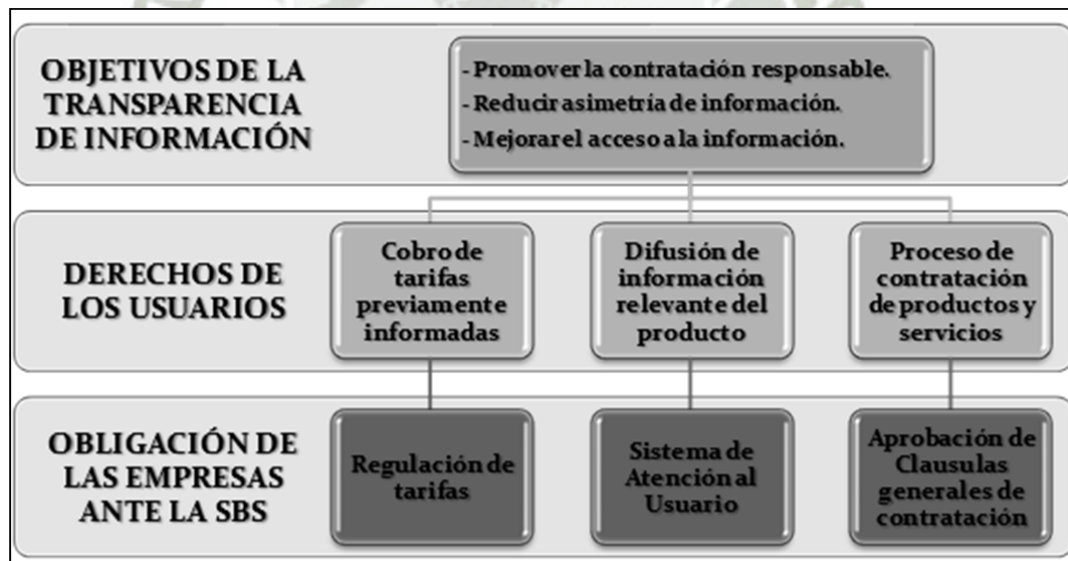 OBJETIVOS DE LA
TRANSPARENCIA
DE INFORMACIÓN
- Promover la contratación responsable.
- Reducir asimetría de información.
- Mejorar el acceso a la información.
DERECHOS DE
LOS USUARIOS
Cobro de
tarifas
previamente
informadas
Difusión de
información
relevante del
producto
Proceso de
contratación
de productos y
servicios
OBLIGACIÓN DE
LAS EMPRESAS
ANTE LA SBS
Regulación de
tarifas
Sistema de
Atención al
Usuario
Aprobación de
Clausulas
generales de
contratación